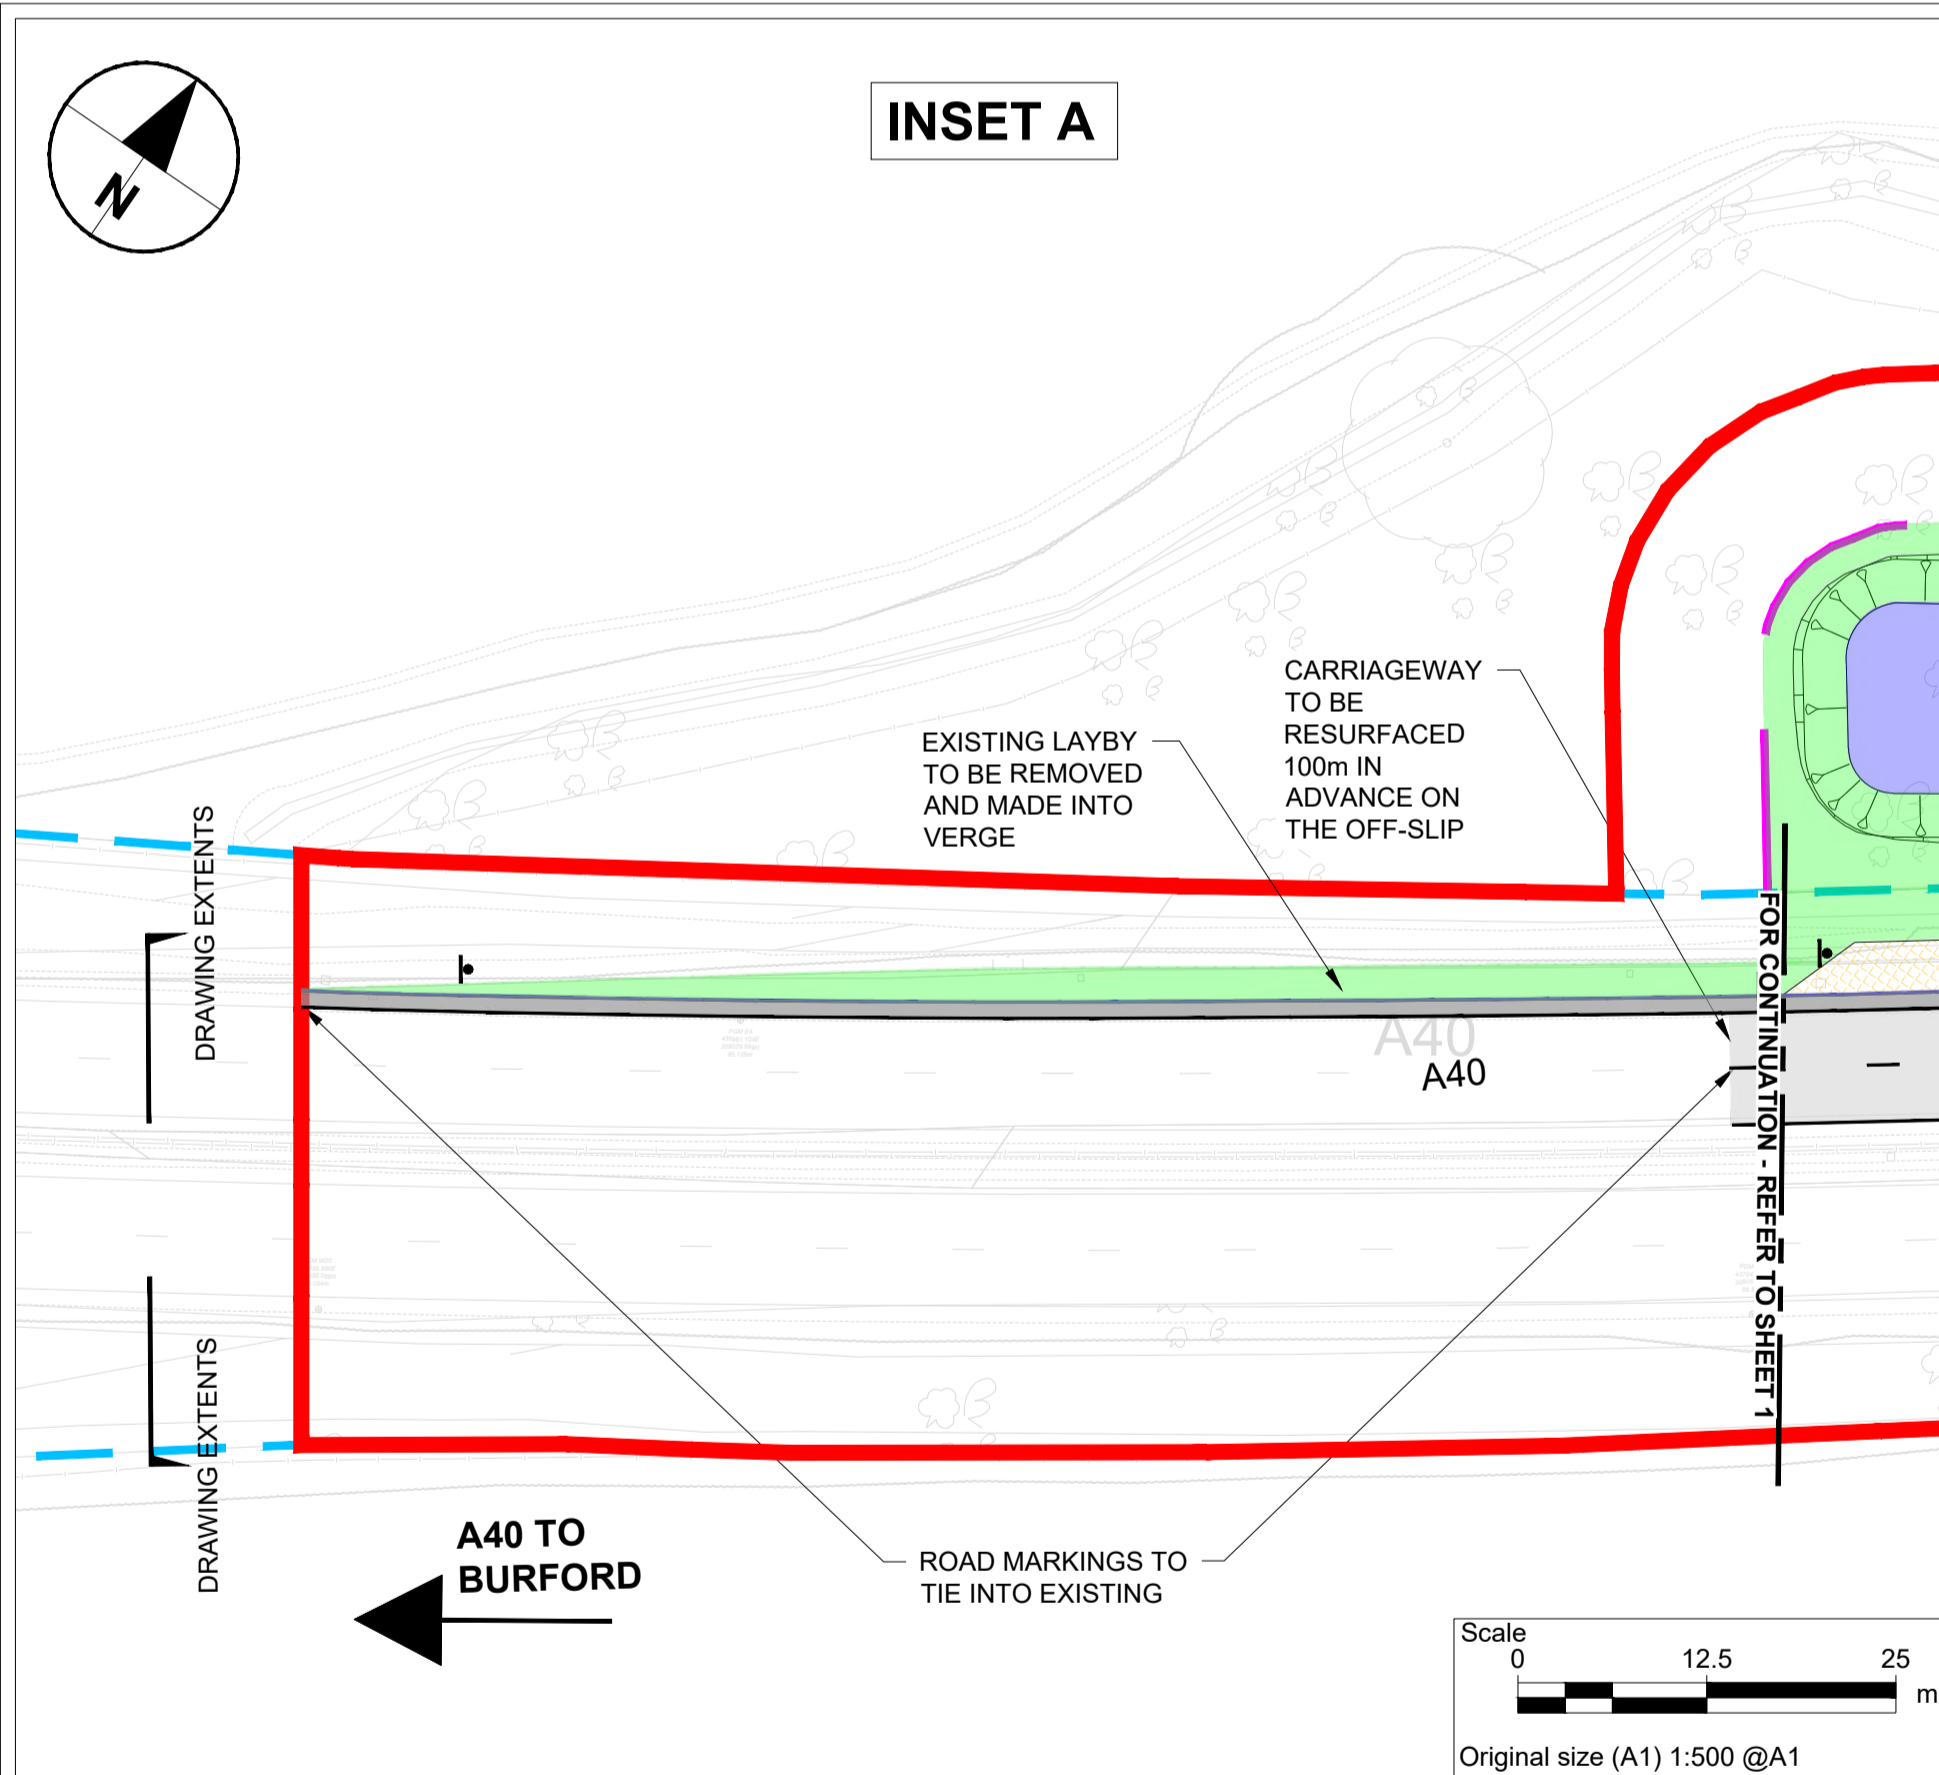 INSET A
N
CARRIAGEWAY
TO BE
RESURFACED
100m IN
ADVANCE ON
THE OFF-SLIP
EXISTING LAYBY
TO BE REMOVED
AND MADE INTO
VERGE
DRAWING EXTENTS
FOR CONTINUATION - REFER TO SHEET 1
A40
A40
DRAWING EXTENTS
A40 TO
BURFORD
ROAD MARKINGS TO
TIE INTO EXISTING
Scale
0 12.5 25
m
Original size (A1) 1:500 @A1